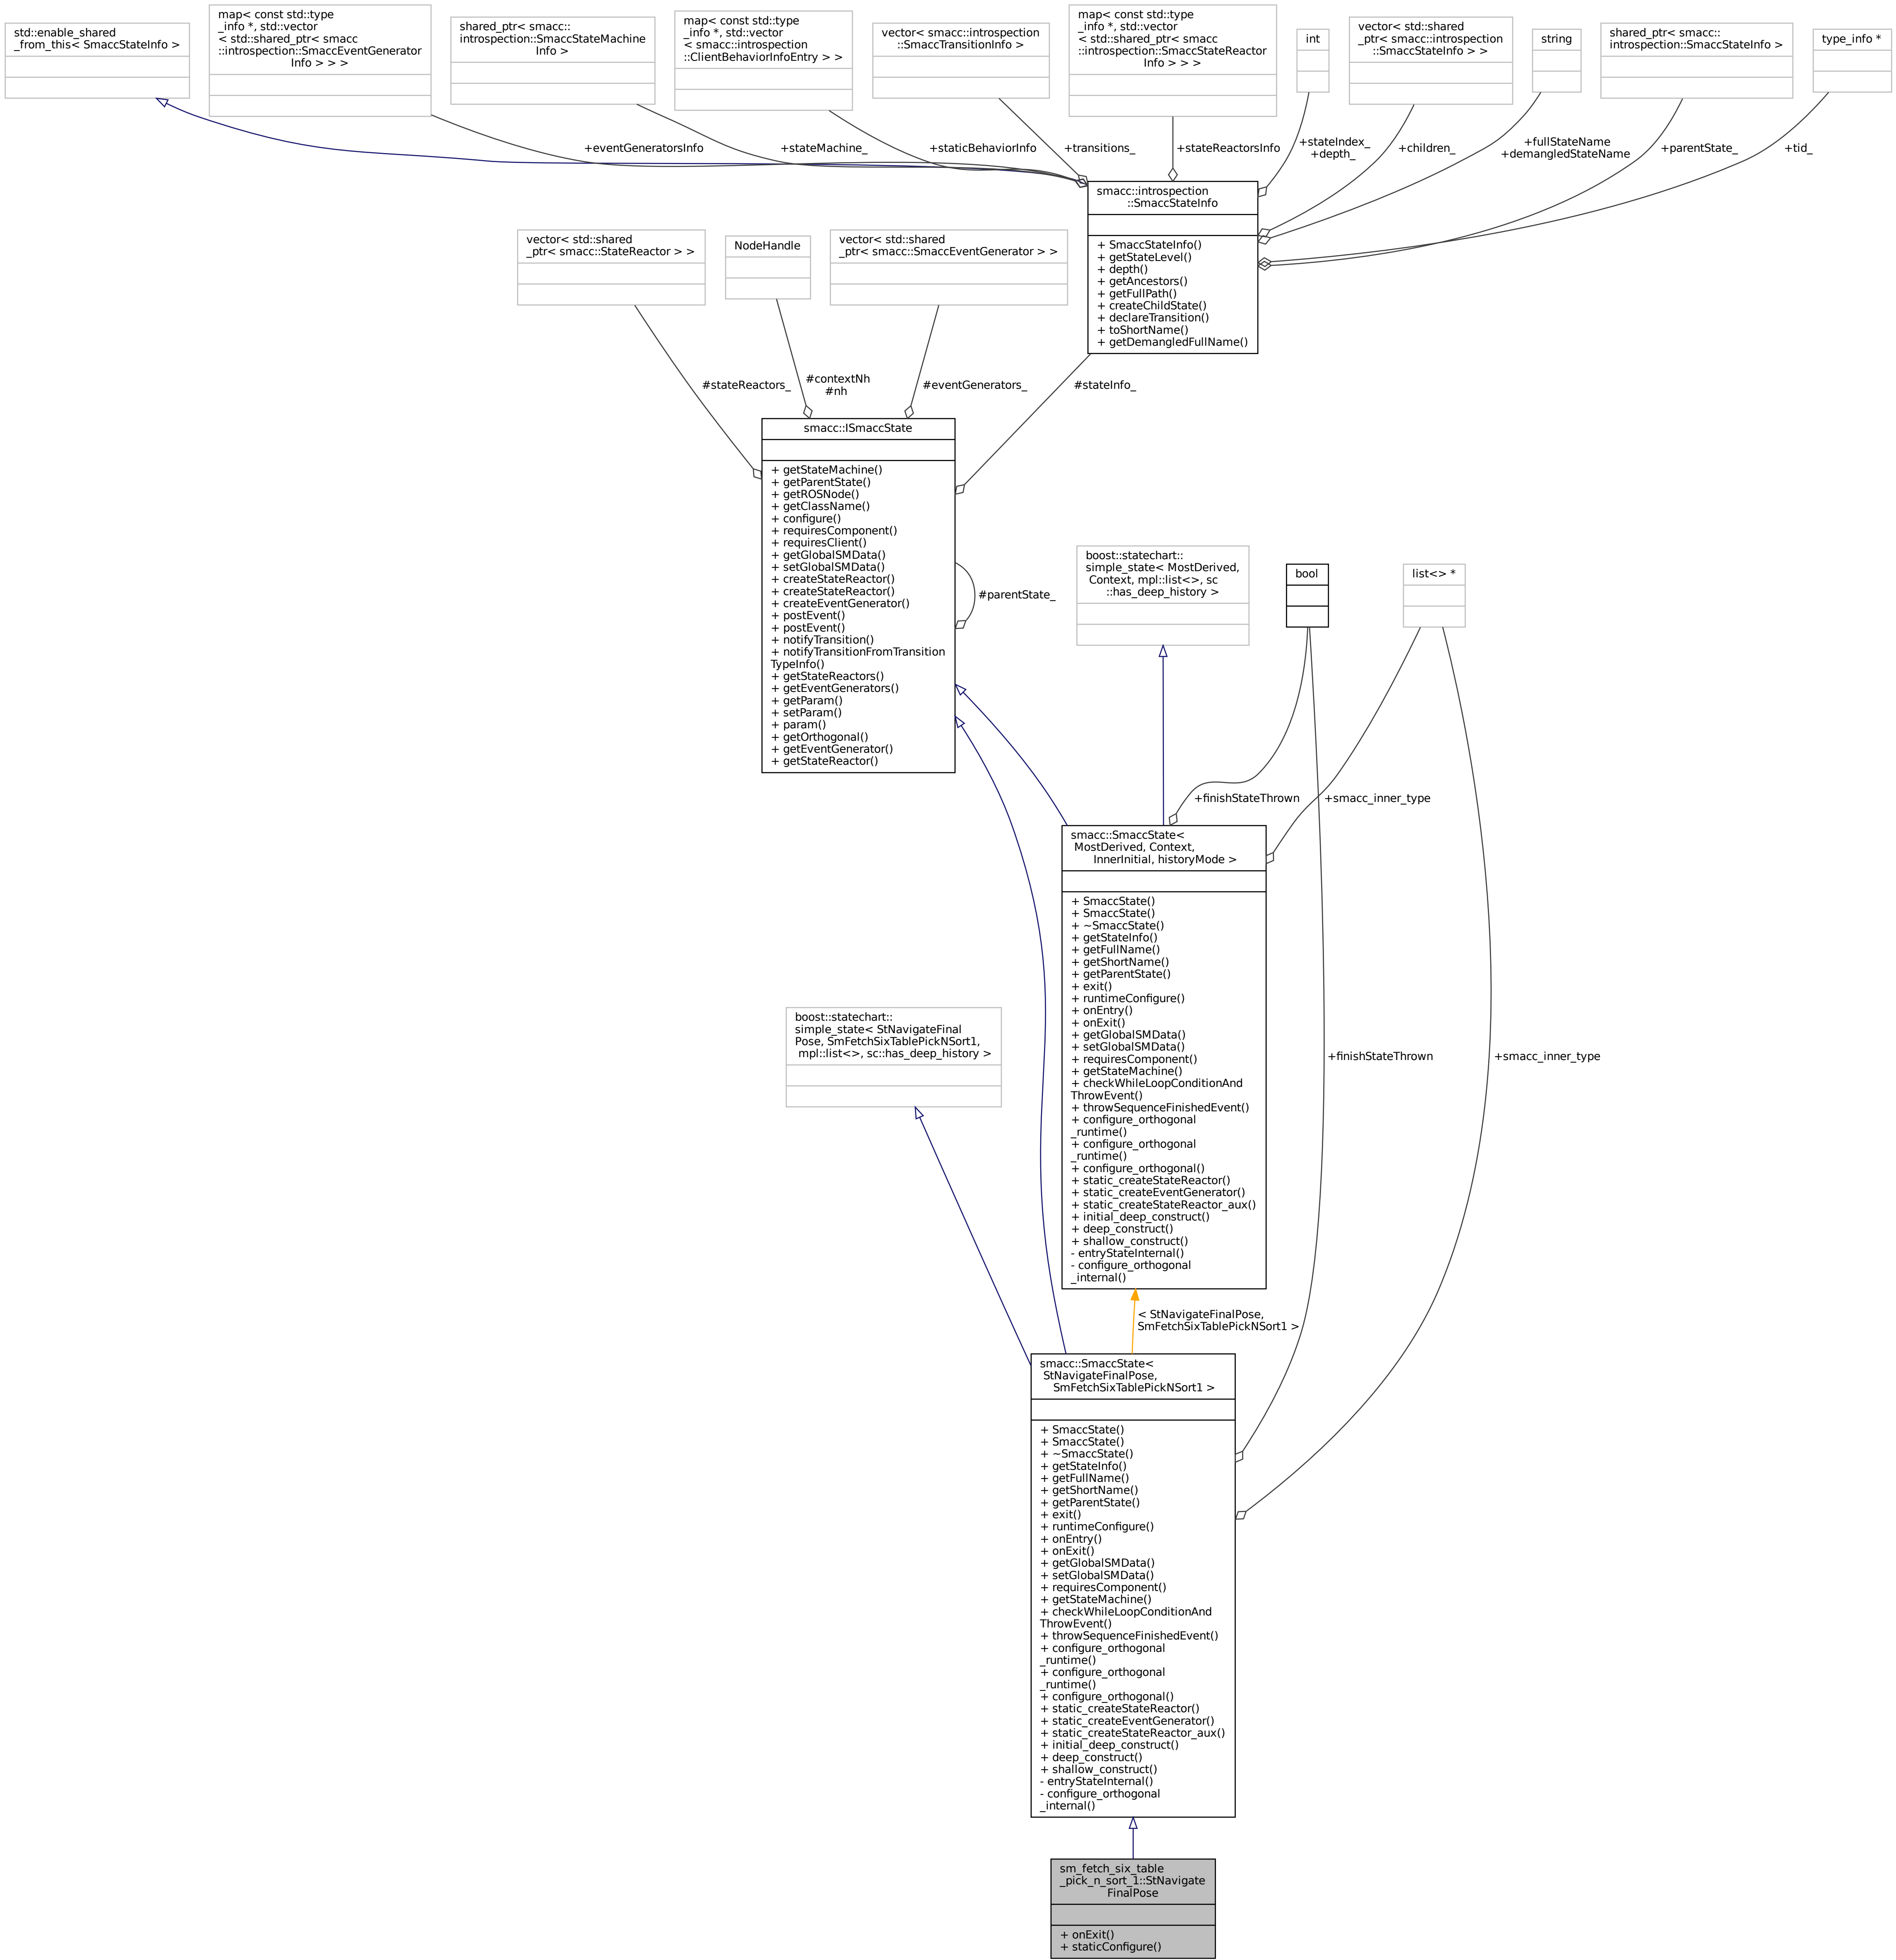 std::enable_shared
_from_this< SmaccStateInfo >
map< const std::type
_info *, std::vector
< std::shared_ptr< smacc
::introspection::SmaccEventGenerator
Info > > >
shared_ptr< smacc::
introspection::SmaccStateMachine
Info >
map< const std::type
_info *, std::vector
< smacc::introspection
::ClientBehaviorInfoEntry > >
vector< smacc::introspection
::SmaccTransitionInfo >
map< const std::type
_info *, std::vector
< std::shared_ptr< smacc
::introspection::SmaccStateReactor
Info > > >
int
vector< std::shared
_ptr< smacc::introspection
::SmaccStateInfo > >
string
shared_ptr< smacc::
introspection::SmaccStateInfo >
type_info *
+eventGeneratorsInfo
+stateMachine_
+staticBehaviorInfo
+transitions_
+stateReactorsInfo
+stateIndex_
+depth_
+children_
+fullStateName
+demangledStateName
+parentState_
+tid_
smacc::introspection
::SmaccStateInfo
+ SmaccStateInfo()
+ getStateLevel()
+ depth()
+ getAncestors()
+ getFullPath()
+ createChildState()
+ declareTransition()
+ toShortName()
+ getDemangledFullName()
vector< std::shared
_ptr< smacc::StateReactor > >
NodeHandle
vector< std::shared
_ptr< smacc::SmaccEventGenerator > >
#stateReactors_
#contextNh
#nh
#eventGenerators_
#stateInfo_
smacc::ISmaccState
+ getStateMachine()
+ getParentState()
+ getROSNode()
+ getClassName()
+ configure()
+ requiresComponent()
+ requiresClient()
+ getGlobalSMData()
+ setGlobalSMData()
+ createStateReactor()
+ createStateReactor()
+ createEventGenerator()
+ postEvent()
+ postEvent()
+ notifyTransition()
+ notifyTransitionFromTransition
TypeInfo()
+ getStateReactors()
+ getEventGenerators()
+ getParam()
+ setParam()
+ param()
+ getOrthogonal()
+ getEventGenerator()
+ getStateReactor()
#parentState_
boost::statechart::
simple_state< MostDerived,
Context, mpl::list<>, sc
::has_deep_history >
bool
list<> *
+finishStateThrown
+smacc_inner_type
smacc::SmaccState<
MostDerived, Context,
InnerInitial, historyMode >
+ SmaccState()
+ SmaccState()
+ ~SmaccState()
+ getStateInfo()
+ getFullName()
+ getShortName()
+ getParentState()
+ exit()
+ runtimeConfigure()
+ onEntry()
+ onExit()
+ getGlobalSMData()
+ setGlobalSMData()
+ requiresComponent()
+ getStateMachine()
+ checkWhileLoopConditionAnd
ThrowEvent()
+ throwSequenceFinishedEvent()
+ configure_orthogonal
_runtime()
+ configure_orthogonal
_runtime()
+ configure_orthogonal()
+ static_createStateReactor()
+ static_createEventGenerator()
+ static_createStateReactor_aux()
+ initial_deep_construct()
+ deep_construct()
+ shallow_construct()
- entryStateInternal()
- configure_orthogonal
_internal()
boost::statechart::
simple_state< StNavigateFinal
Pose, SmFetchSixTablePickNSort1,
mpl::list<>, sc::has_deep_history >
+finishStateThrown
+smacc_inner_type
< StNavigateFinalPose,
SmFetchSixTablePickNSort1 >
smacc::SmaccState<
StNavigateFinalPose,
SmFetchSixTablePickNSort1 >
+ SmaccState()
+ SmaccState()
+ ~SmaccState()
+ getStateInfo()
+ getFullName()
+ getShortName()
+ getParentState()
+ exit()
+ runtimeConfigure()
+ onEntry()
+ onExit()
+ getGlobalSMData()
+ setGlobalSMData()
+ requiresComponent()
+ getStateMachine()
+ checkWhileLoopConditionAnd
ThrowEvent()
+ throwSequenceFinishedEvent()
+ configure_orthogonal
_runtime()
+ configure_orthogonal
_runtime()
+ configure_orthogonal()
+ static_createStateReactor()
+ static_createEventGenerator()
+ static_createStateReactor_aux()
+ initial_deep_construct()
+ deep_construct()
+ shallow_construct()
- entryStateInternal()
- configure_orthogonal
_internal()
sm_fetch_six_table
_pick_n_sort_1::StNavigate
FinalPose
+ onExit()
+ staticConfigure()